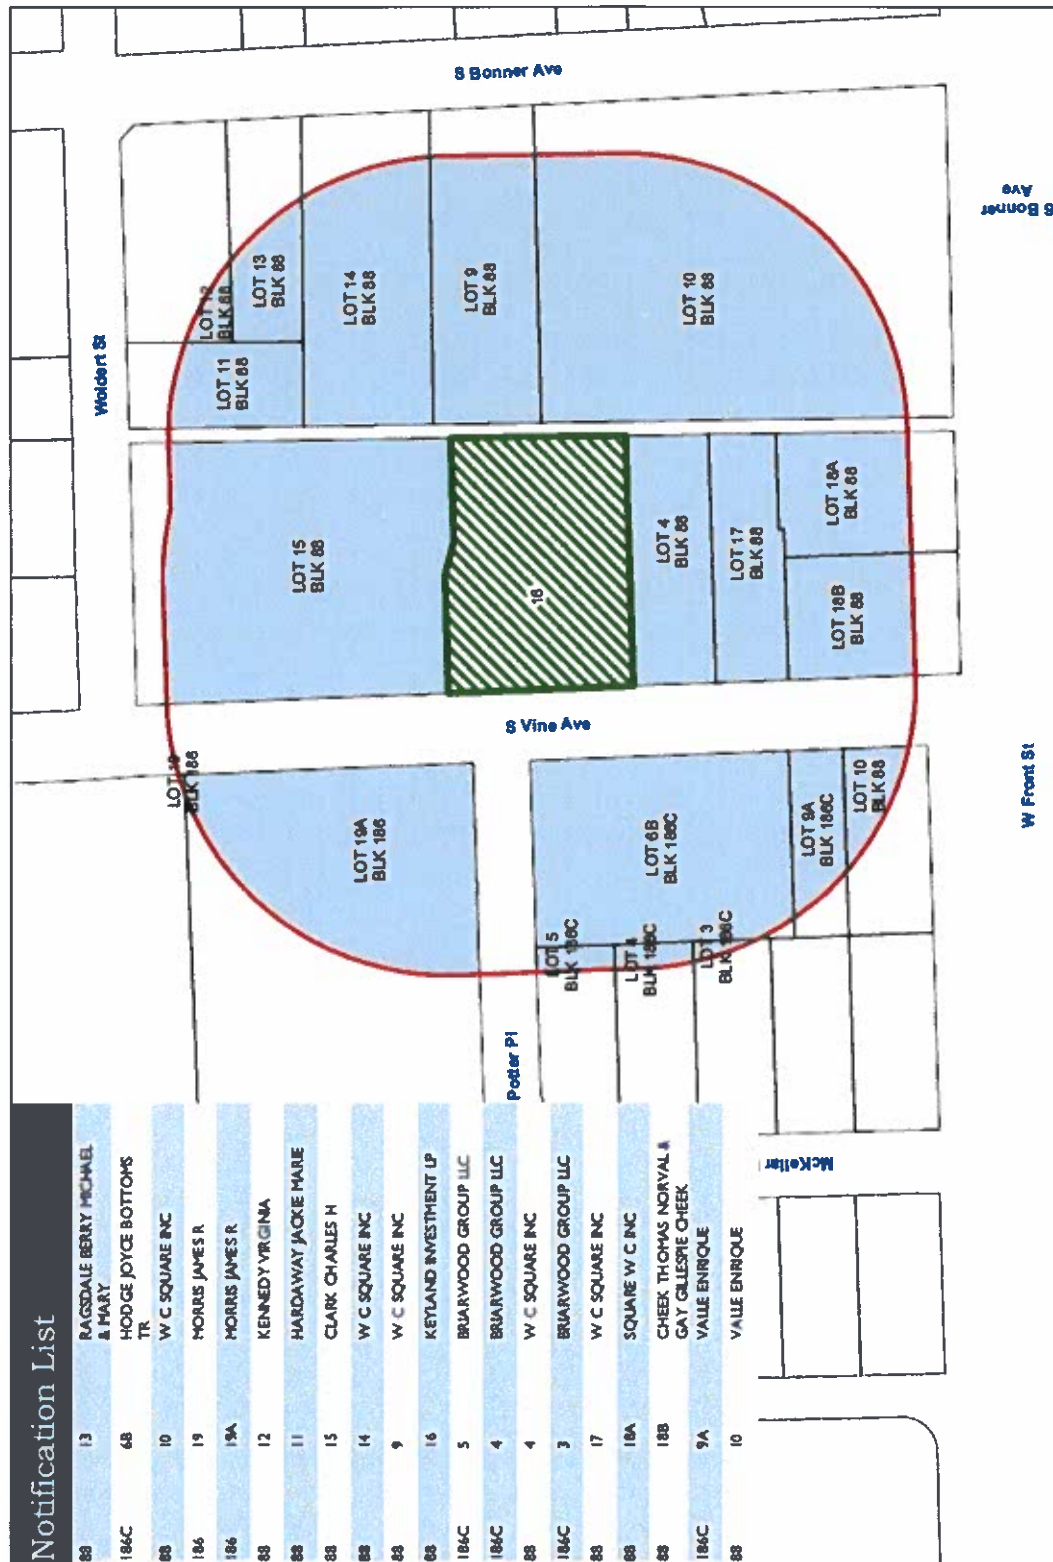 Notification List
88 13 RAGSDALE BERRY MICHAEL
& MARY
186C 6B HODGE JOYCE BOTTOMS
TR
88 10 W C SQUARE INC
186 19 MORRIS JAMES R
186 19A MORRIS JAMES R
88 12 KENNEDY VIRGINIA
88 11 HARDAWAY JACKIE MARIE
88 15 CLARK CHARLES H
88 14 W C SQUARE INC
88 9 W C SQUARE INC
88 16 KEYLAND INVESTMENT LP
186C 5 BRIARWOOD GROUP LLC
186C 4 BRIARWOOD GROUP LLC
88 4 W C SQUARE INC
186C 3 BRIARWOOD GROUP LLC
88 17 W C SQUARE INC
88 18A SQUARE W C INC
88 18B CHEEK THOMAS NORVAL &
GAY GILLESPIE CHEEK
186C 9A VALLE ENRIQUE
88 10 VALLE ENRIQUE
Woldert St
S Bonner Ave
S Bonner
Ave
S Vine Ave
Potter Pl
McKellar
W Front St
LOT 19
BLK 186
LOT 19A
BLK 186
LOT 15
BLK 88
LOT 11
BLK 88
LOT 12
BLK 88
LOT 13
BLK 88
LOT 14
BLK 88
LOT 9
BLK 88
LOT 10
BLK 88
16
LOT 4
BLK 88
LOT 17
BLK 88
LOT 18A
BLK 88
LOT 18B
BLK 88
LOT 5
BLK 186C
LOT 4
BLK 186C
LOT 3
BLK 186C
LOT 6B
BLK 186C
LOT 9A
BLK 186C
LOT 10
BLK 88